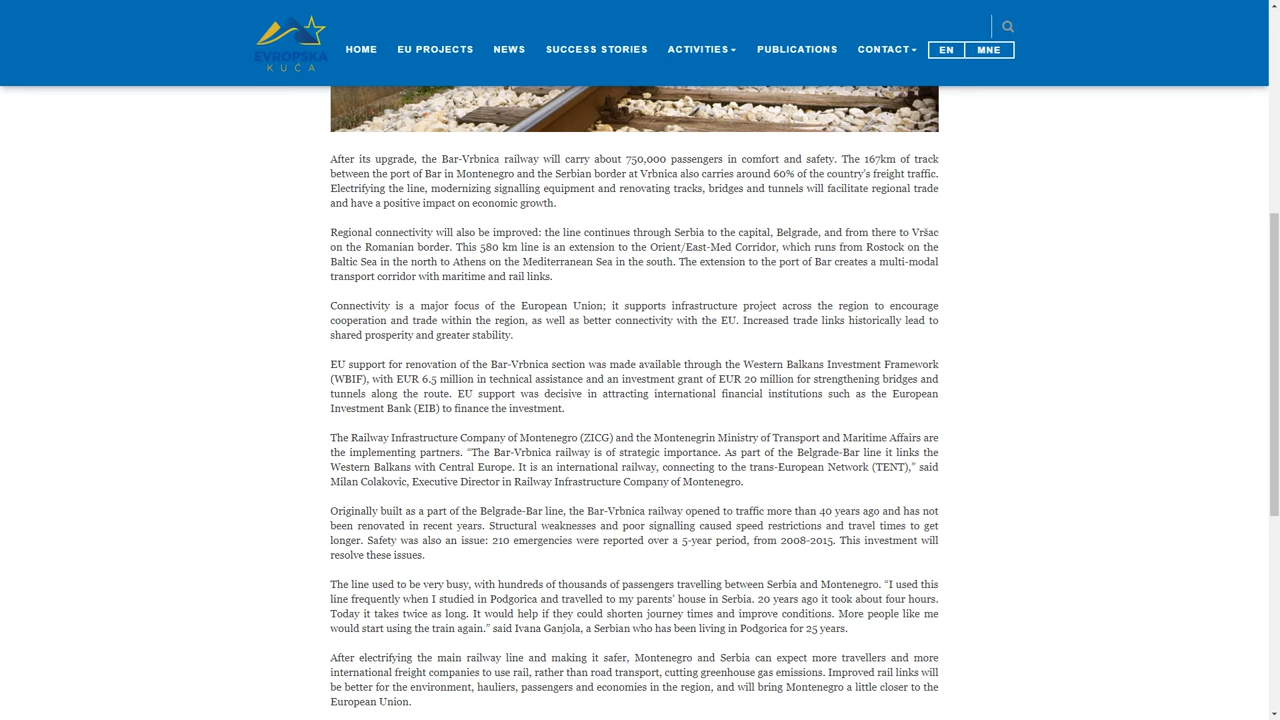 EVROPSKA
KUĆA
HOME
EU PROJECTS
NEWS
SUCCESS STORIES
ACTIVITIES
PUBLICATIONS
CONTACT
EN
MNE
After its upgrade, the Bar-Vrbnica railway will carry about 750,000 passengers in comfort and safety. The 167km of track
between the port of Bar in Montenegro and the Serbian border at Vrbnica also carries around 60% of the country’s freight traffic.
Electrifying the line, modernizing signalling equipment and renovating tracks, bridges and tunnels will facilitate regional trade
and have a positive impact on economic growth.
Regional connectivity will also be improved: the line continues through Serbia to the capital, Belgrade, and from there to Vršac
on the Romanian border. This 580 km line is an extension to the Orient/East-Med Corridor, which runs from Rostock on the
Baltic Sea in the north to Athens on the Mediterranean Sea in the south. The extension to the port of Bar creates a multi-modal
transport corridor with maritime and rail links.
Connectivity is a major focus of the European Union; it supports infrastructure project across the region to encourage
cooperation and trade within the region, as well as better connectivity with the EU. Increased trade links historically lead to
shared prosperity and greater stability.
EU support for renovation of the Bar-Vrbnica section was made available through the Western Balkans Investment Framework
(WBIF), with EUR 6.5 million in technical assistance and an investment grant of EUR 20 million for strengthening bridges and
tunnels along the route. EU support was decisive in attracting international financial institutions such as the European
Investment Bank (EIB) to finance the investment.
The Railway Infrastructure Company of Montenegro (ZICG) and the Montenegrin Ministry of Transport and Maritime Affairs are
the implementing partners. “The Bar-Vrbnica railway is of strategic importance. As part of the Belgrade-Bar line it links the
Western Balkans with Central Europe. It is an international railway, connecting to the trans-European Network (TENT),” said
Milan Colakovic, Executive Director in Railway Infrastructure Company of Montenegro.
Originally built as a part of the Belgrade-Bar line, the Bar-Vrbnica railway opened to traffic more than 40 years ago and has not
been renovated in recent years. Structural weaknesses and poor signalling caused speed restrictions and travel times to get
longer. Safety was also an issue: 210 emergencies were reported over a 5-year period, from 2008-2015. This investment will
resolve these issues.
The line used to be very busy, with hundreds of thousands of passengers travelling between Serbia and Montenegro. “I used this
line frequently when I studied in Podgorica and travelled to my parents’ house in Serbia. 20 years ago it took about four hours.
Today it takes twice as long. It would help if they could shorten journey times and improve conditions. More people like me
would start using the train again.” said Ivana Ganjola, a Serbian who has been living in Podgorica for 25 years.
After electrifying the main railway line and making it safer, Montenegro and Serbia can expect more travellers and more
international freight companies to use rail, rather than road transport, cutting greenhouse gas emissions. Improved rail links will
be better for the environment, hauliers, passengers and economies in the region, and will bring Montenegro a little closer to the
European Union.